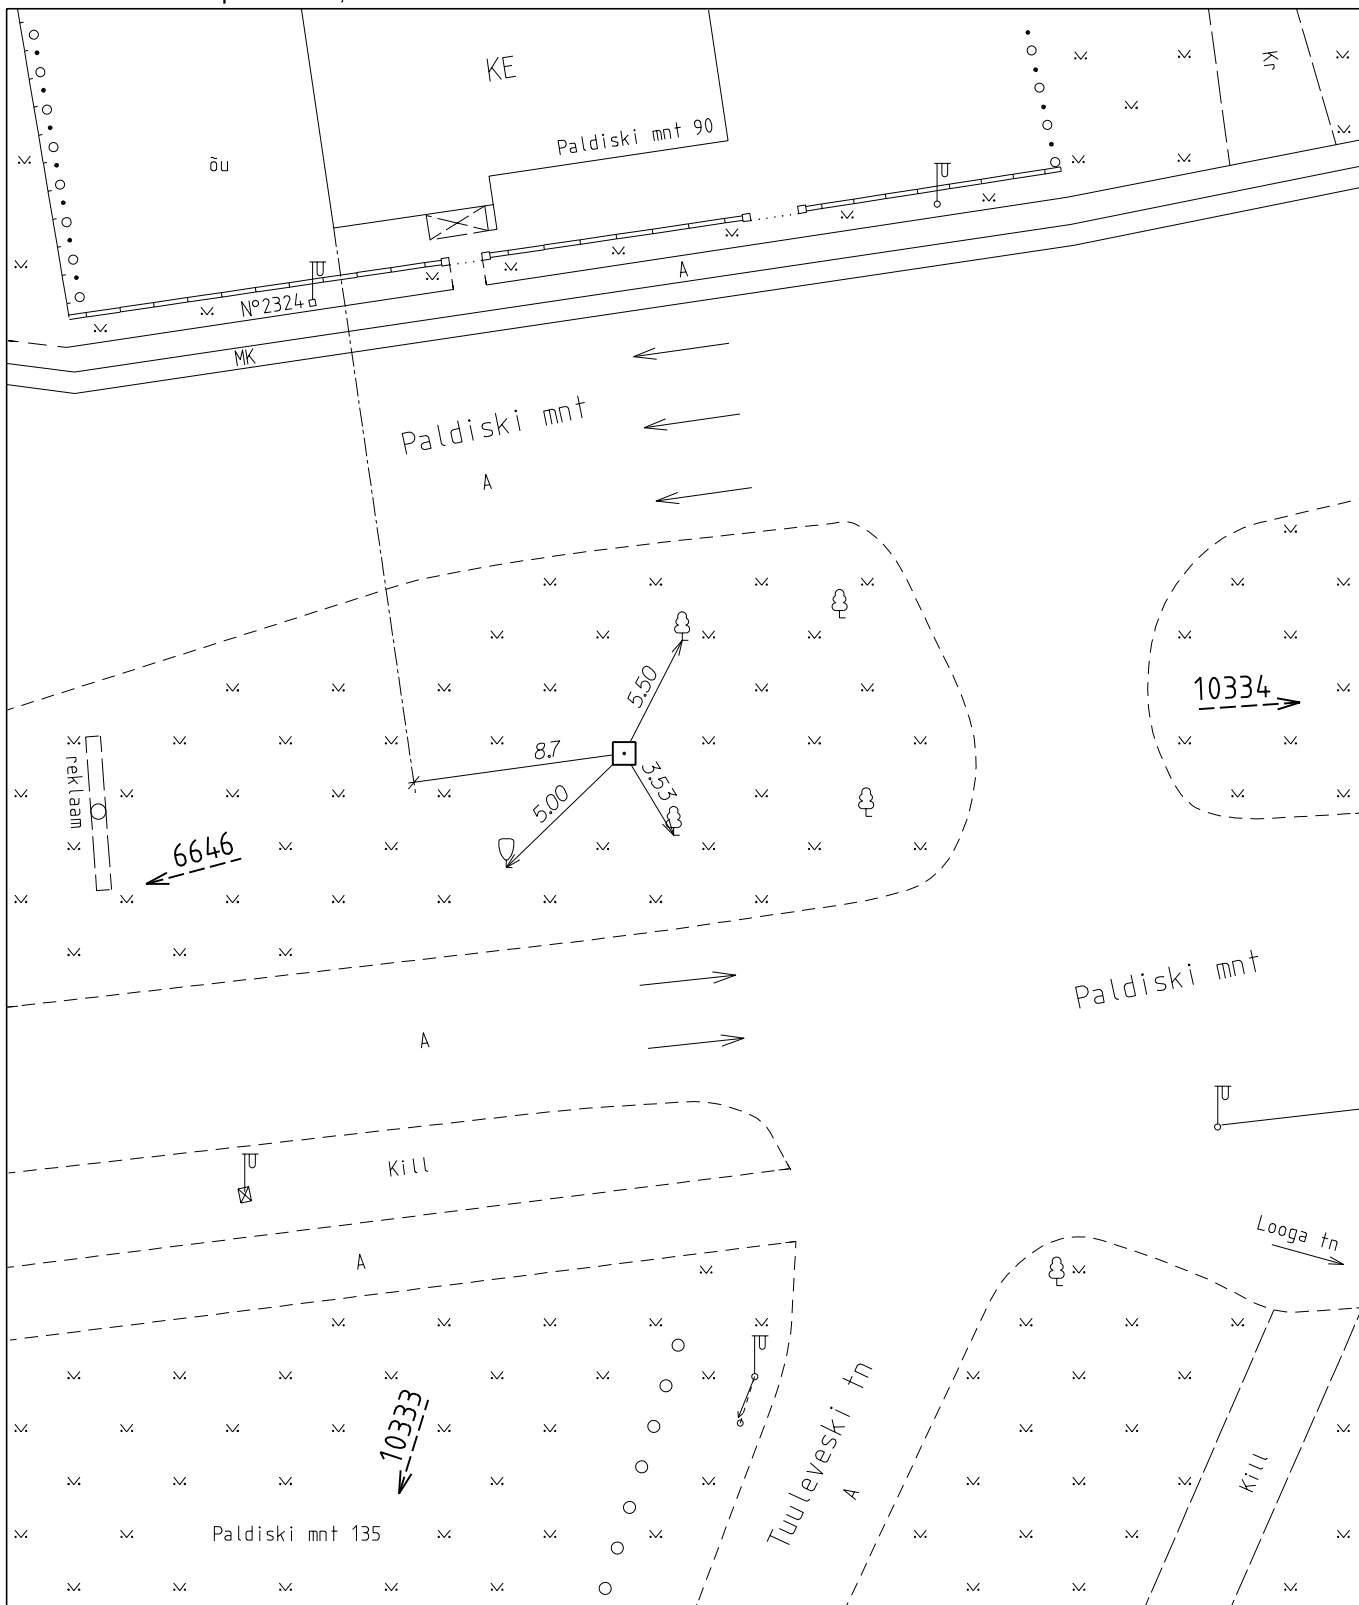 KE
Kr
Paldiski mnt 90
õu
A
N°2324
MK
Paldiski mnt
A
5.50
10334
8.7
3.53
reklaam
5.00
6646
Paldiski mnt
A
Kill
Looga tn
A
10333
Tuuleveski tn
A
Kill
Paldiski mnt 135